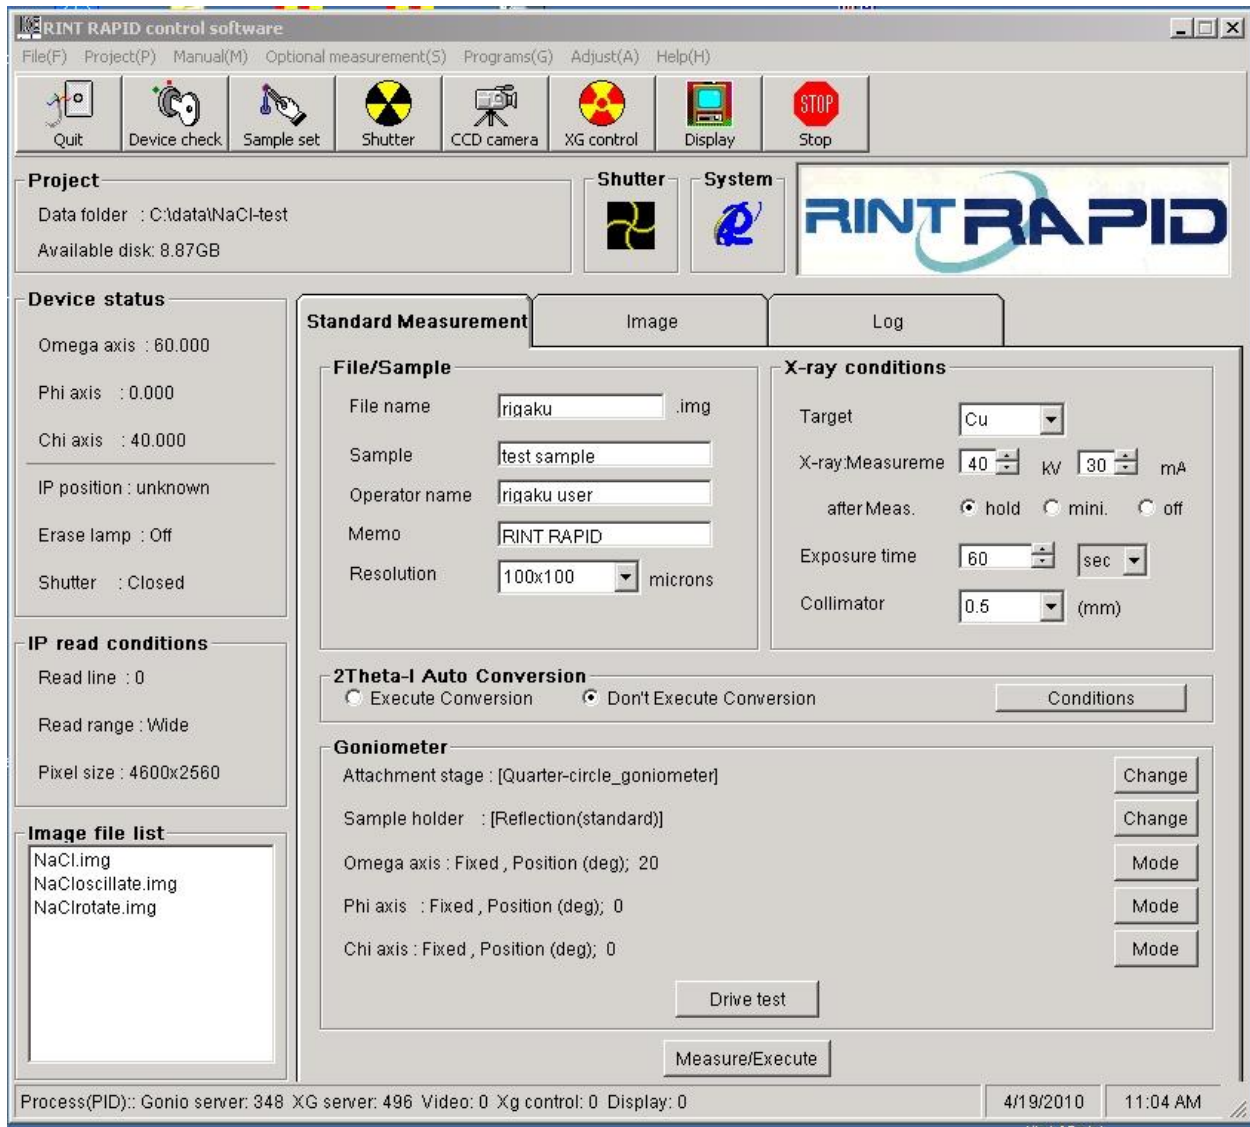 RINT RAPID control software
File(F) Project(P) Manual(M) Optional measurement(S) Programs(G) Adjust(A) Help(H)
STOP
Quit Device check Sample set Shutter CCD camera XG control Display Stop
Project
Data folder : C:\data\NaCl-test
Available disk: 8.87GB
Shutter
System
RINT RAPID
Device status
Omega axis : 60.000
Phi axis : 0.000
Chi axis : 40.000
IP position : unknown
Erase lamp : Off
Shutter : Closed
IP read conditions
Read line : 0
Read range : Wide
Pixel size : 4600x2560
Image file list
NaCl.img
NaCloscillate.img
NaClrotate.img
Standard Measurement Image Log
File/Sample
File name rigaku .img
Sample test sample
Operator name rigaku user
Memo RINT RAPID
Resolution 100x100 microns
X-ray conditions
Target Cu
X-ray:Measureme 40 kV 30 mA
after Meas. hold mini. off
Exposure time 60 sec
Collimator 0.5 (mm)
2Theta-I Auto Conversion
Execute Conversion Don't Execute Conversion Conditions
Goniometer
Attachment stage : [Quarter-circle_goniometer] Change
Sample holder : [Reflection(standard)] Change
Omega axis : Fixed , Position (deg); 20 Mode
Phi axis : Fixed , Position (deg); 0 Mode
Chi axis : Fixed , Position (deg); 0 Mode
Drive test
Measure/Execute
Process(PID):: Gonio server: 348 XG server: 496 Video: 0 Xg control: 0 Display: 0 4/19/2010 11:04 AM